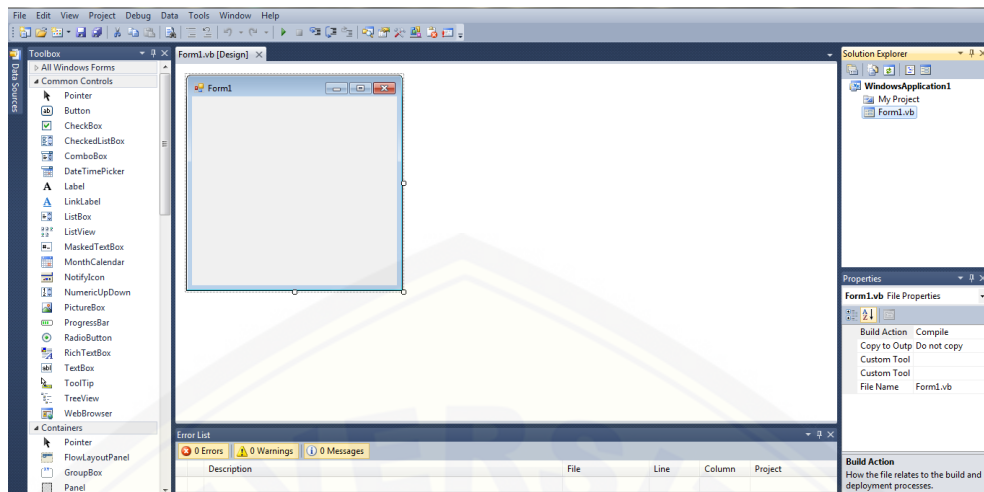 File Edit View Project Debug Data Tools Window Help
Data Sources
Toolbox
All Windows Forms
Common Controls
Pointer
Button
CheckBox
CheckedListBox
ComboBox
DateTimePicker
Label
LinkLabel
ListBox
ListView
MaskedTextBox
MonthCalendar
NotifyIcon
NumericUpDown
PictureBox
ProgressBar
RadioButton
RichTextBox
TextBox
ToolTip
TreeView
WebBrowser
Containers
Pointer
FlowLayoutPanel
GroupBox
Panel
Form1.vb [Design]
Form1
Error List
0 Errors 0 Warnings 0 Messages
Description File Line Column Project
Solution Explorer
WindowsApplication1
My Project
Form1.vb
Properties
Form1.vb File Properties
Build Action Compile
Copy to Outp Do not copy
Custom Tool
Custom Tool
File Name Form1.vb
Build Action
How the file relates to the build and
deployment processes.